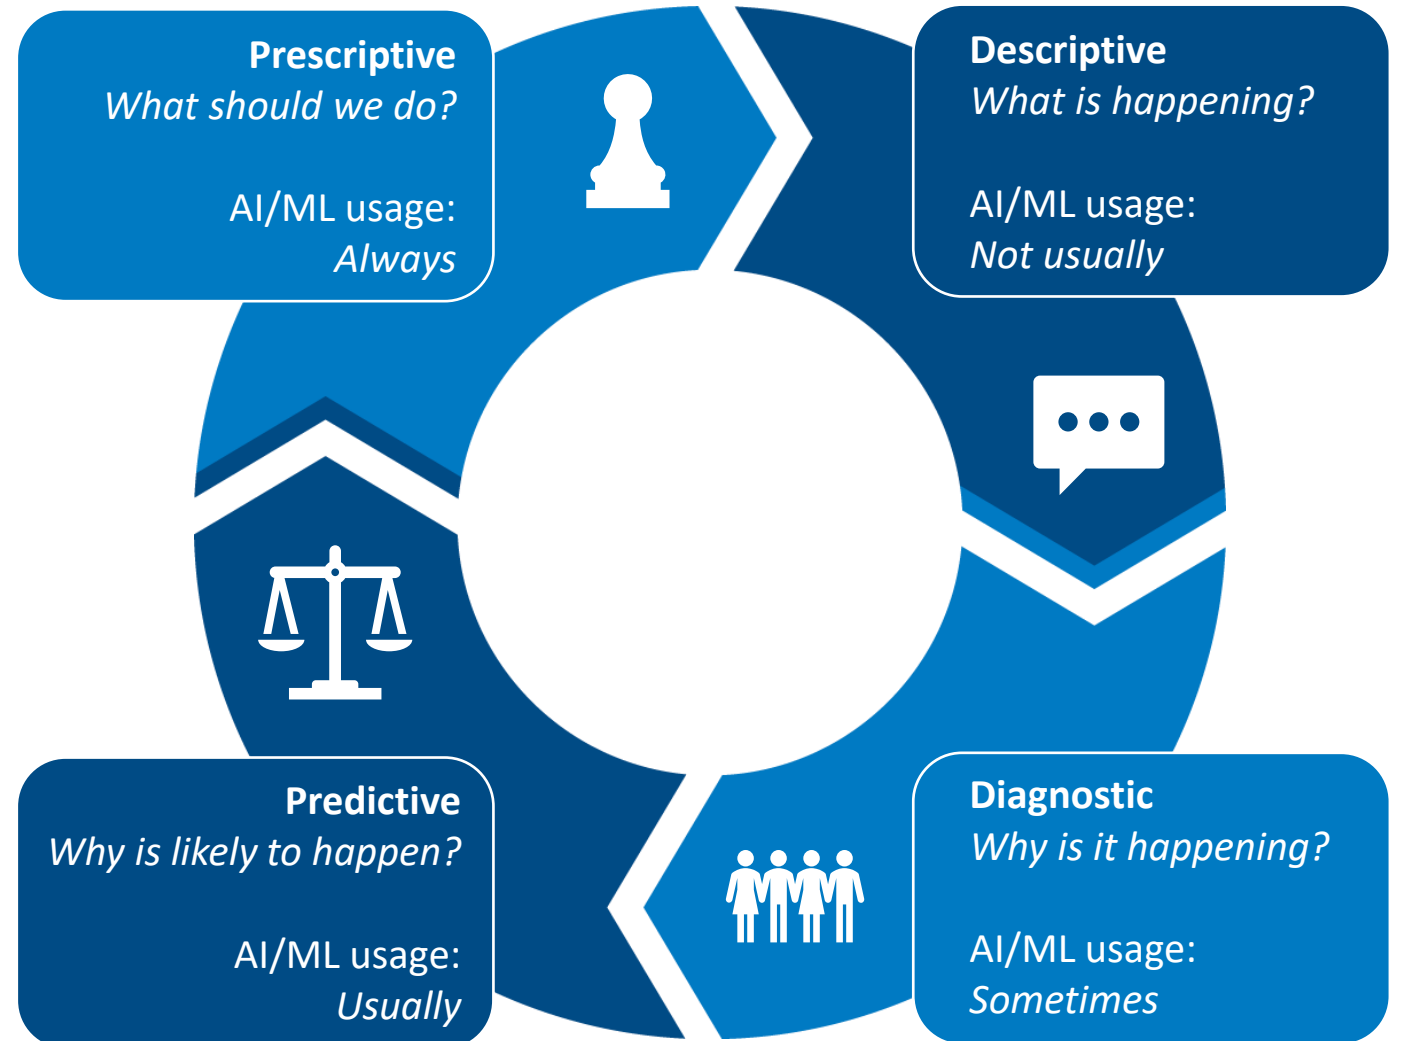 Prescriptive
What should we do?
AI/ML usage:
Always
Descriptive
What is happening?
AI/ML usage:
Not usually
Predictive
Why is likely to happen?
AI/ML usage:
Usually
Diagnostic
Why is it happening?
AI/ML usage:
Sometimes